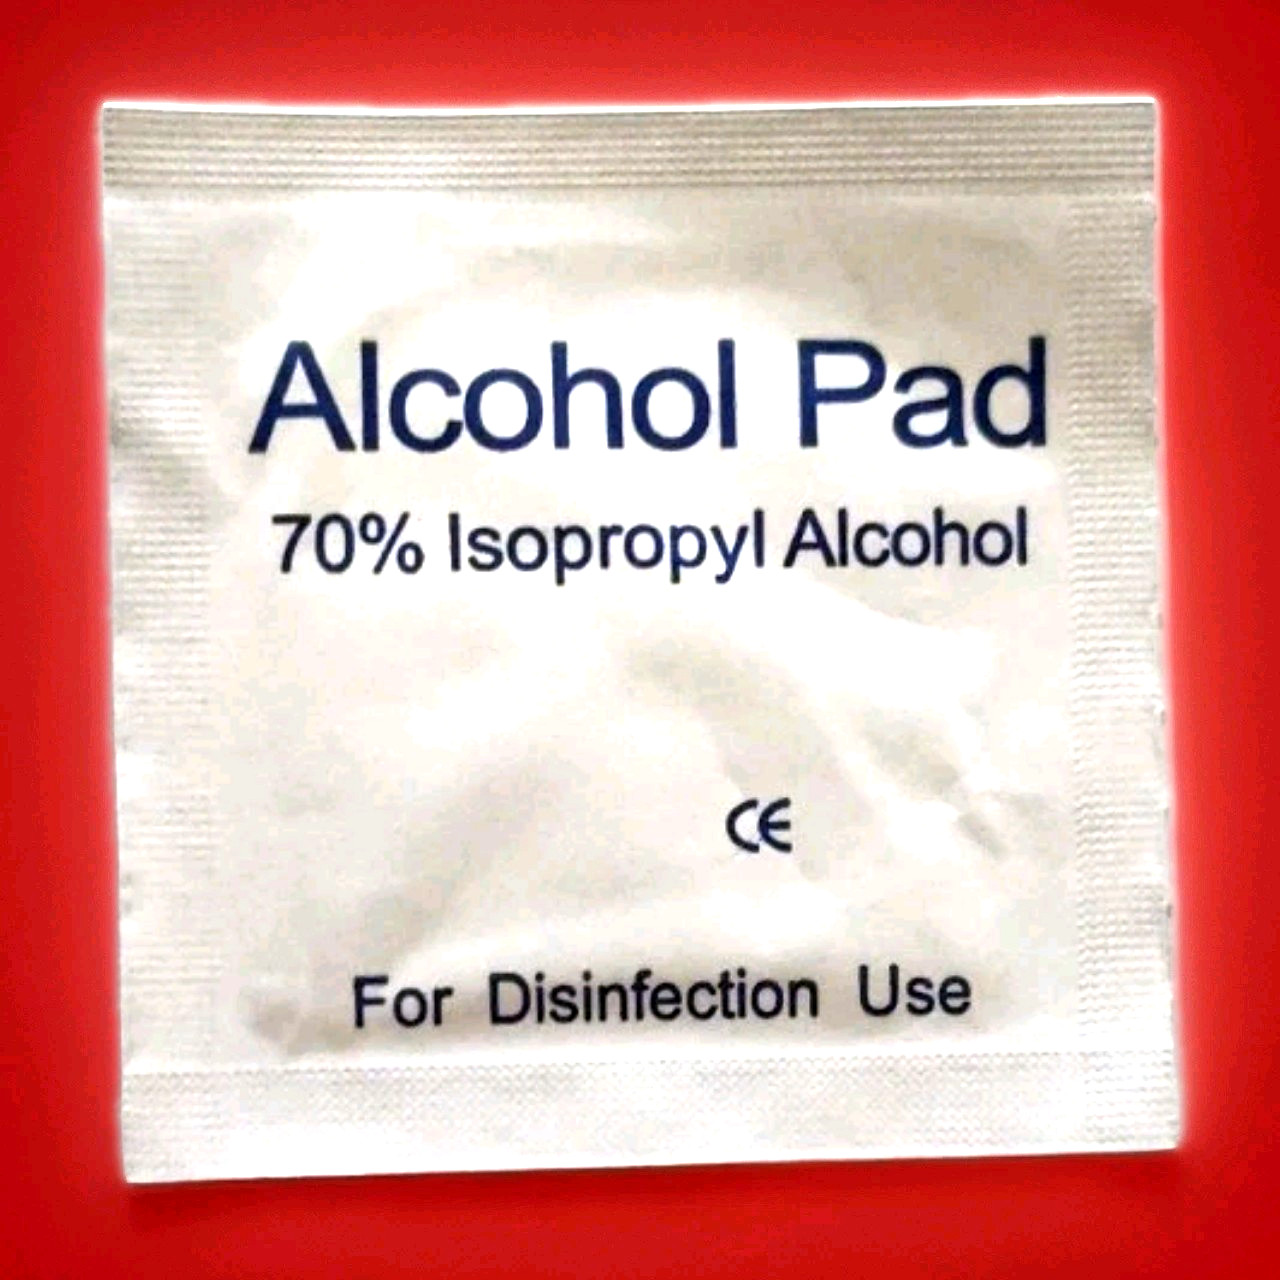 Alcohol Pad
70% Isopropyl Alcohol
CE
For Disinfection Use